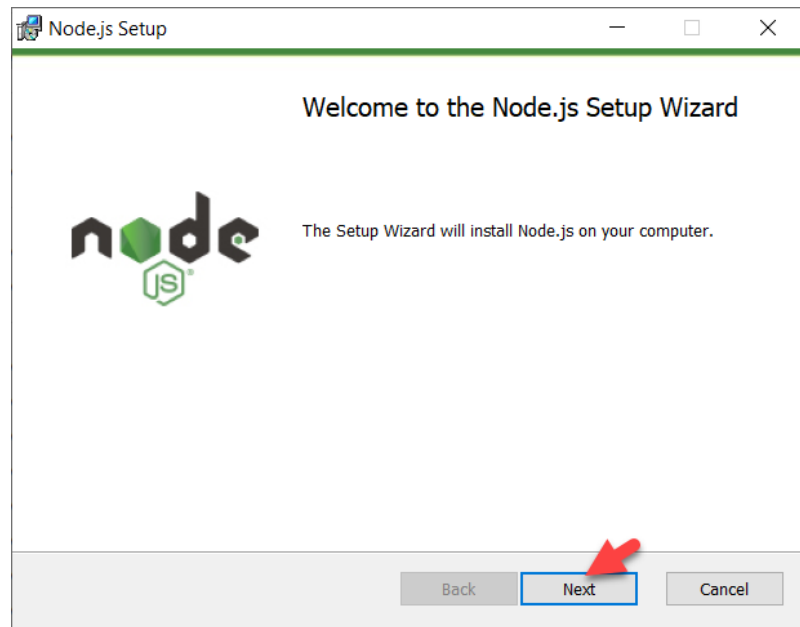 Node.js Setup
Welcome to the Node.js Setup Wizard
node
JS®
The Setup Wizard will install Node.js on your computer.
Back
Next
Cancel